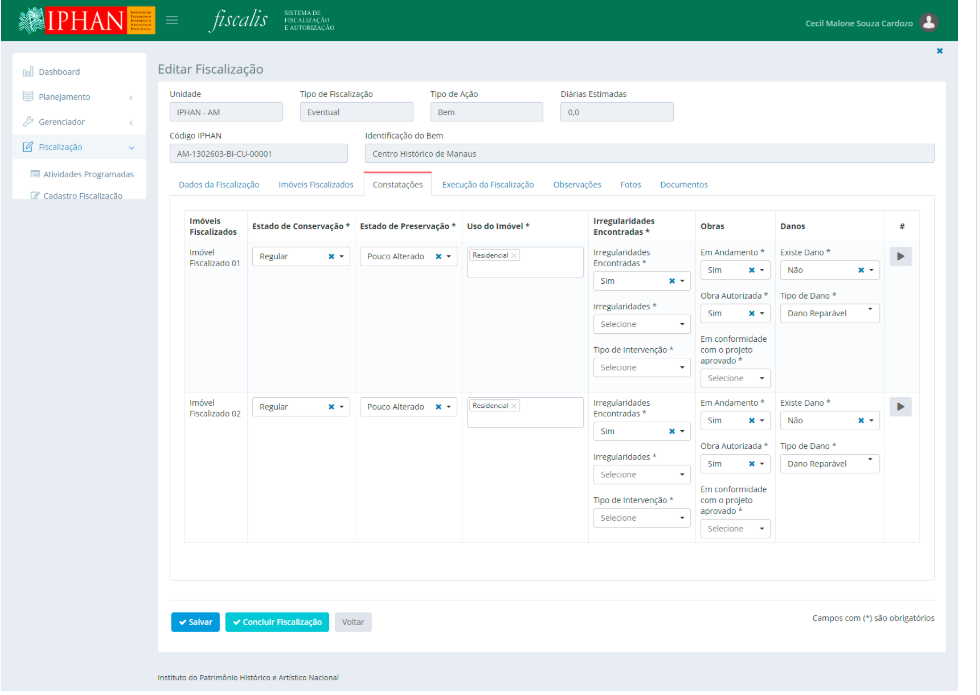 IPHAN
fiscalis
SISTEMA DE
FISCALIZAÇÃO
E AUTORIZAÇÃO
Cecil Malone Souza Cardozo
Dashboard
Planejamento
Gerenciador
Fiscalização
Atividades Programadas
Cadastro Fiscalização
Editar Fiscalização
Unidade
Tipo de Fiscalização
Tipo de Ação
Diárias Estimadas
IPHAN - AM
Eventual
Bem
0,0
Código IPHAN
Identificação do Bem
AM-1302603-BI-CU-00001
Centro Histórico de Manaus
Dados da Fiscalização
Imóveis Fiscalizados
Constatações
Execução da Fiscalização
Observações
Fotos
Documentos
Imóveis
Fiscalizados
Estado de Conservação *
Estado de Preservação *
Uso do Imóvel *
Irregularidades
Encontradas *
Obras
Danos
#
Imóvel
Fiscalizado 01
Regular
Pouco Alterado
Residencial
Irregularidades
Encontradas *
Sim
Irregularidades *
Selecione
Tipo de Intervenção *
Selecione
Em Andamento *
Sim
Obra Autorizada *
Sim
Em conformidade
com o projeto
aprovado *
Selecione
Existe Dano *
Não
Tipo de Dano *
Dano Reparável
Imóvel
Fiscalizado 02
Regular
Pouco Alterado
Residencial
Irregularidades
Encontradas *
Sim
Irregularidades *
Selecione
Tipo de Intervenção *
Selecione
Em Andamento *
Sim
Obra Autorizada *
Sim
Em conformidade
com o projeto
aprovado *
Selecione
Existe Dano *
Não
Tipo de Dano *
Dano Reparável
Salvar
Concluir Fiscalização
Voltar
Campos com (*) são obrigatórios
Instituto do Patrimônio Histórico e Artístico Nacional